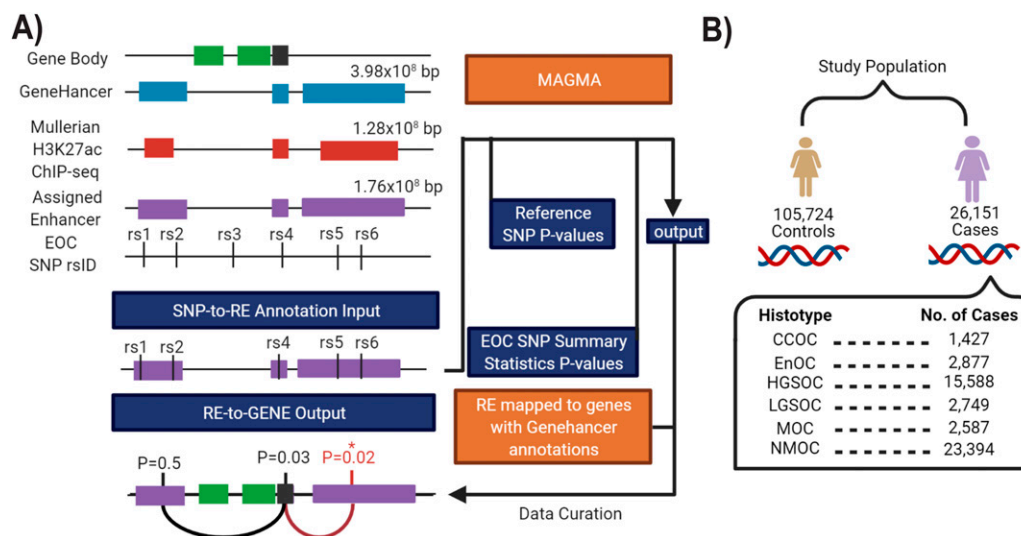 A)
Gene Body
GeneHancer
3.98x10⁸ bp
Mullerian
H3K27ac
ChIP-seq
1.28x10⁸ bp
Assigned
Enhancer
1.76x10⁸ bp
EOC
SNP rsID
rs1 rs2 rs3 rs4 rs5 rs6
SNP-to-RE Annotation Input
rs1 rs2 rs4 rs5 rs6
RE-to-GENE Output
P=0.5 P=0.03 P=0.02
*
MAGMA
Reference
SNP P-values
output
EOC SNP Summary
Statistics P-values
RE mapped to genes
with Genehancer
annotations
Data Curation
B)
Study Population
105,724
Controls
26,151
Cases
Histotype No. of Cases
CCOC 1,427
EnOC 2,877
HGSOC 15,588
LGSOC 2,749
MOC 2,587
NMOC 23,394